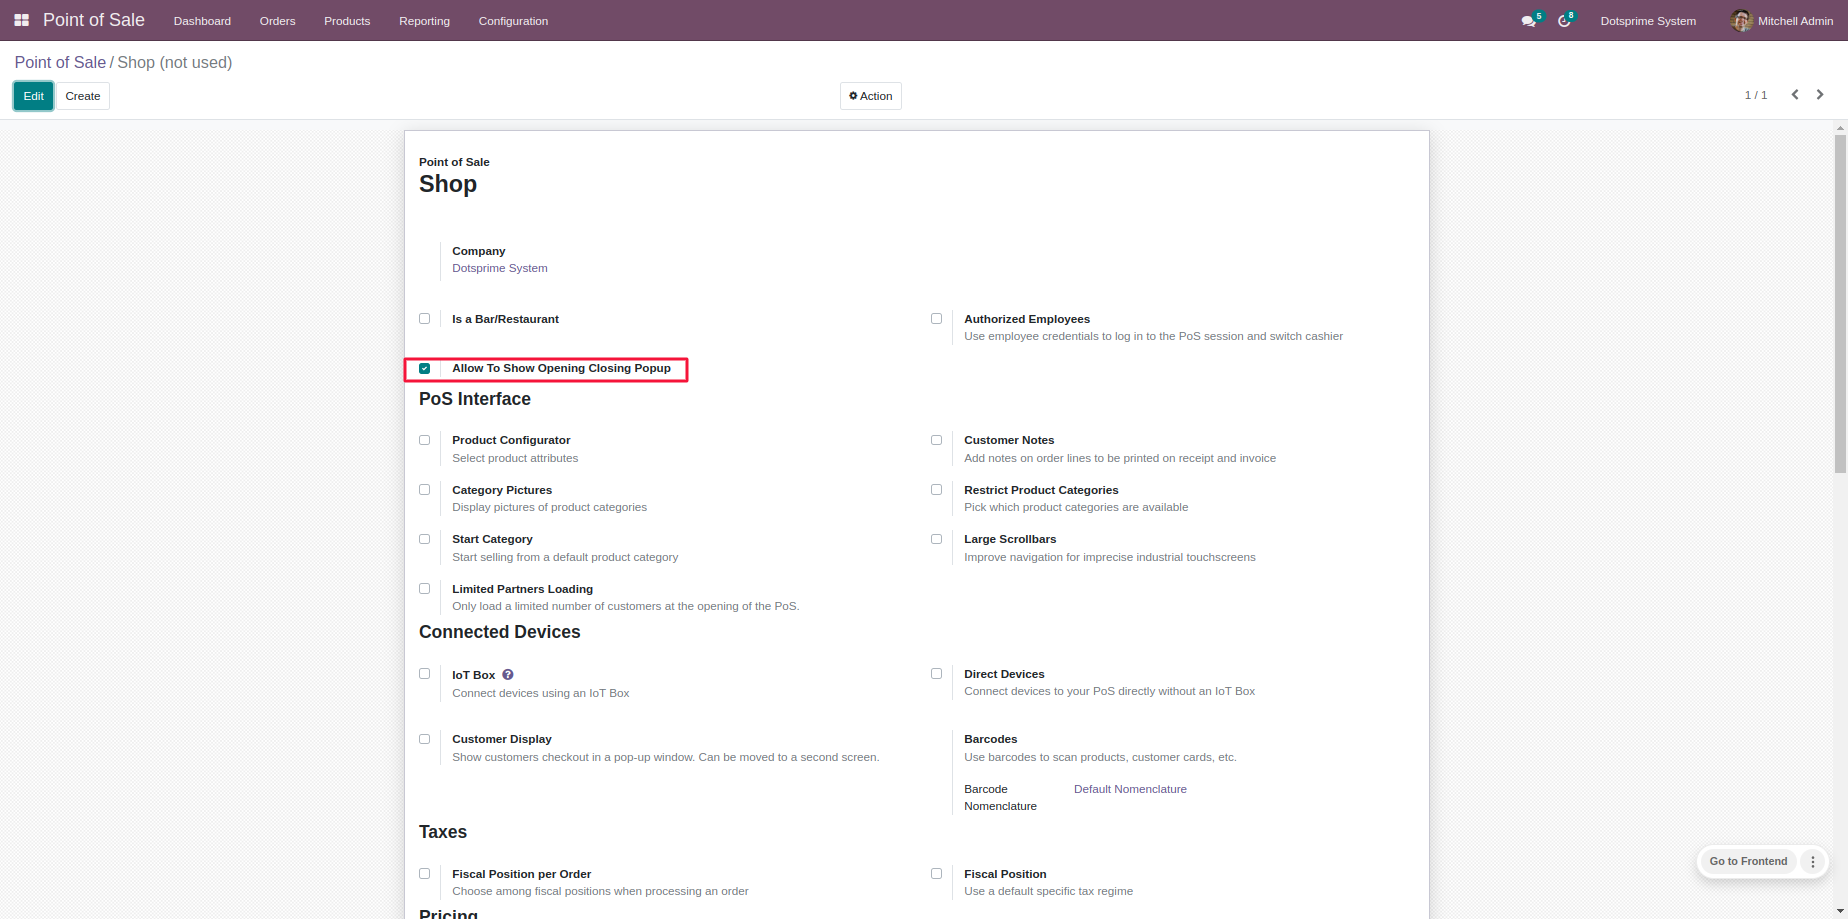 Point of Sale Dashboard Orders Products Reporting Configuration 5 8 Dotsprime System Mitchell Admin
Point of Sale / Shop (not used)
Edit Create Action 1 / 1
Point of Sale
Shop
Company
Dotsprime System
Is a Bar/Restaurant
Authorized Employees
Use employee credentials to log in to the PoS session and switch cashier
Allow To Show Opening Closing Popup
PoS Interface
Product Configurator
Select product attributes
Customer Notes
Add notes on order lines to be printed on receipt and invoice
Category Pictures
Display pictures of product categories
Restrict Product Categories
Pick which product categories are available
Start Category
Start selling from a default product category
Large Scrollbars
Improve navigation for imprecise industrial touchscreens
Limited Partners Loading
Only load a limited number of customers at the opening of the PoS.
Connected Devices
IoT Box ?
Connect devices using an IoT Box
Direct Devices
Connect devices to your PoS directly without an IoT Box
Customer Display
Show customers checkout in a pop-up window. Can be moved to a second screen.
Barcodes
Use barcodes to scan products, customer cards, etc.
Barcode Nomenclature
Default Nomenclature
Taxes
Fiscal Position per Order
Choose among fiscal positions when processing an order
Fiscal Position
Use a default specific tax regime
Pricing
Go to Frontend